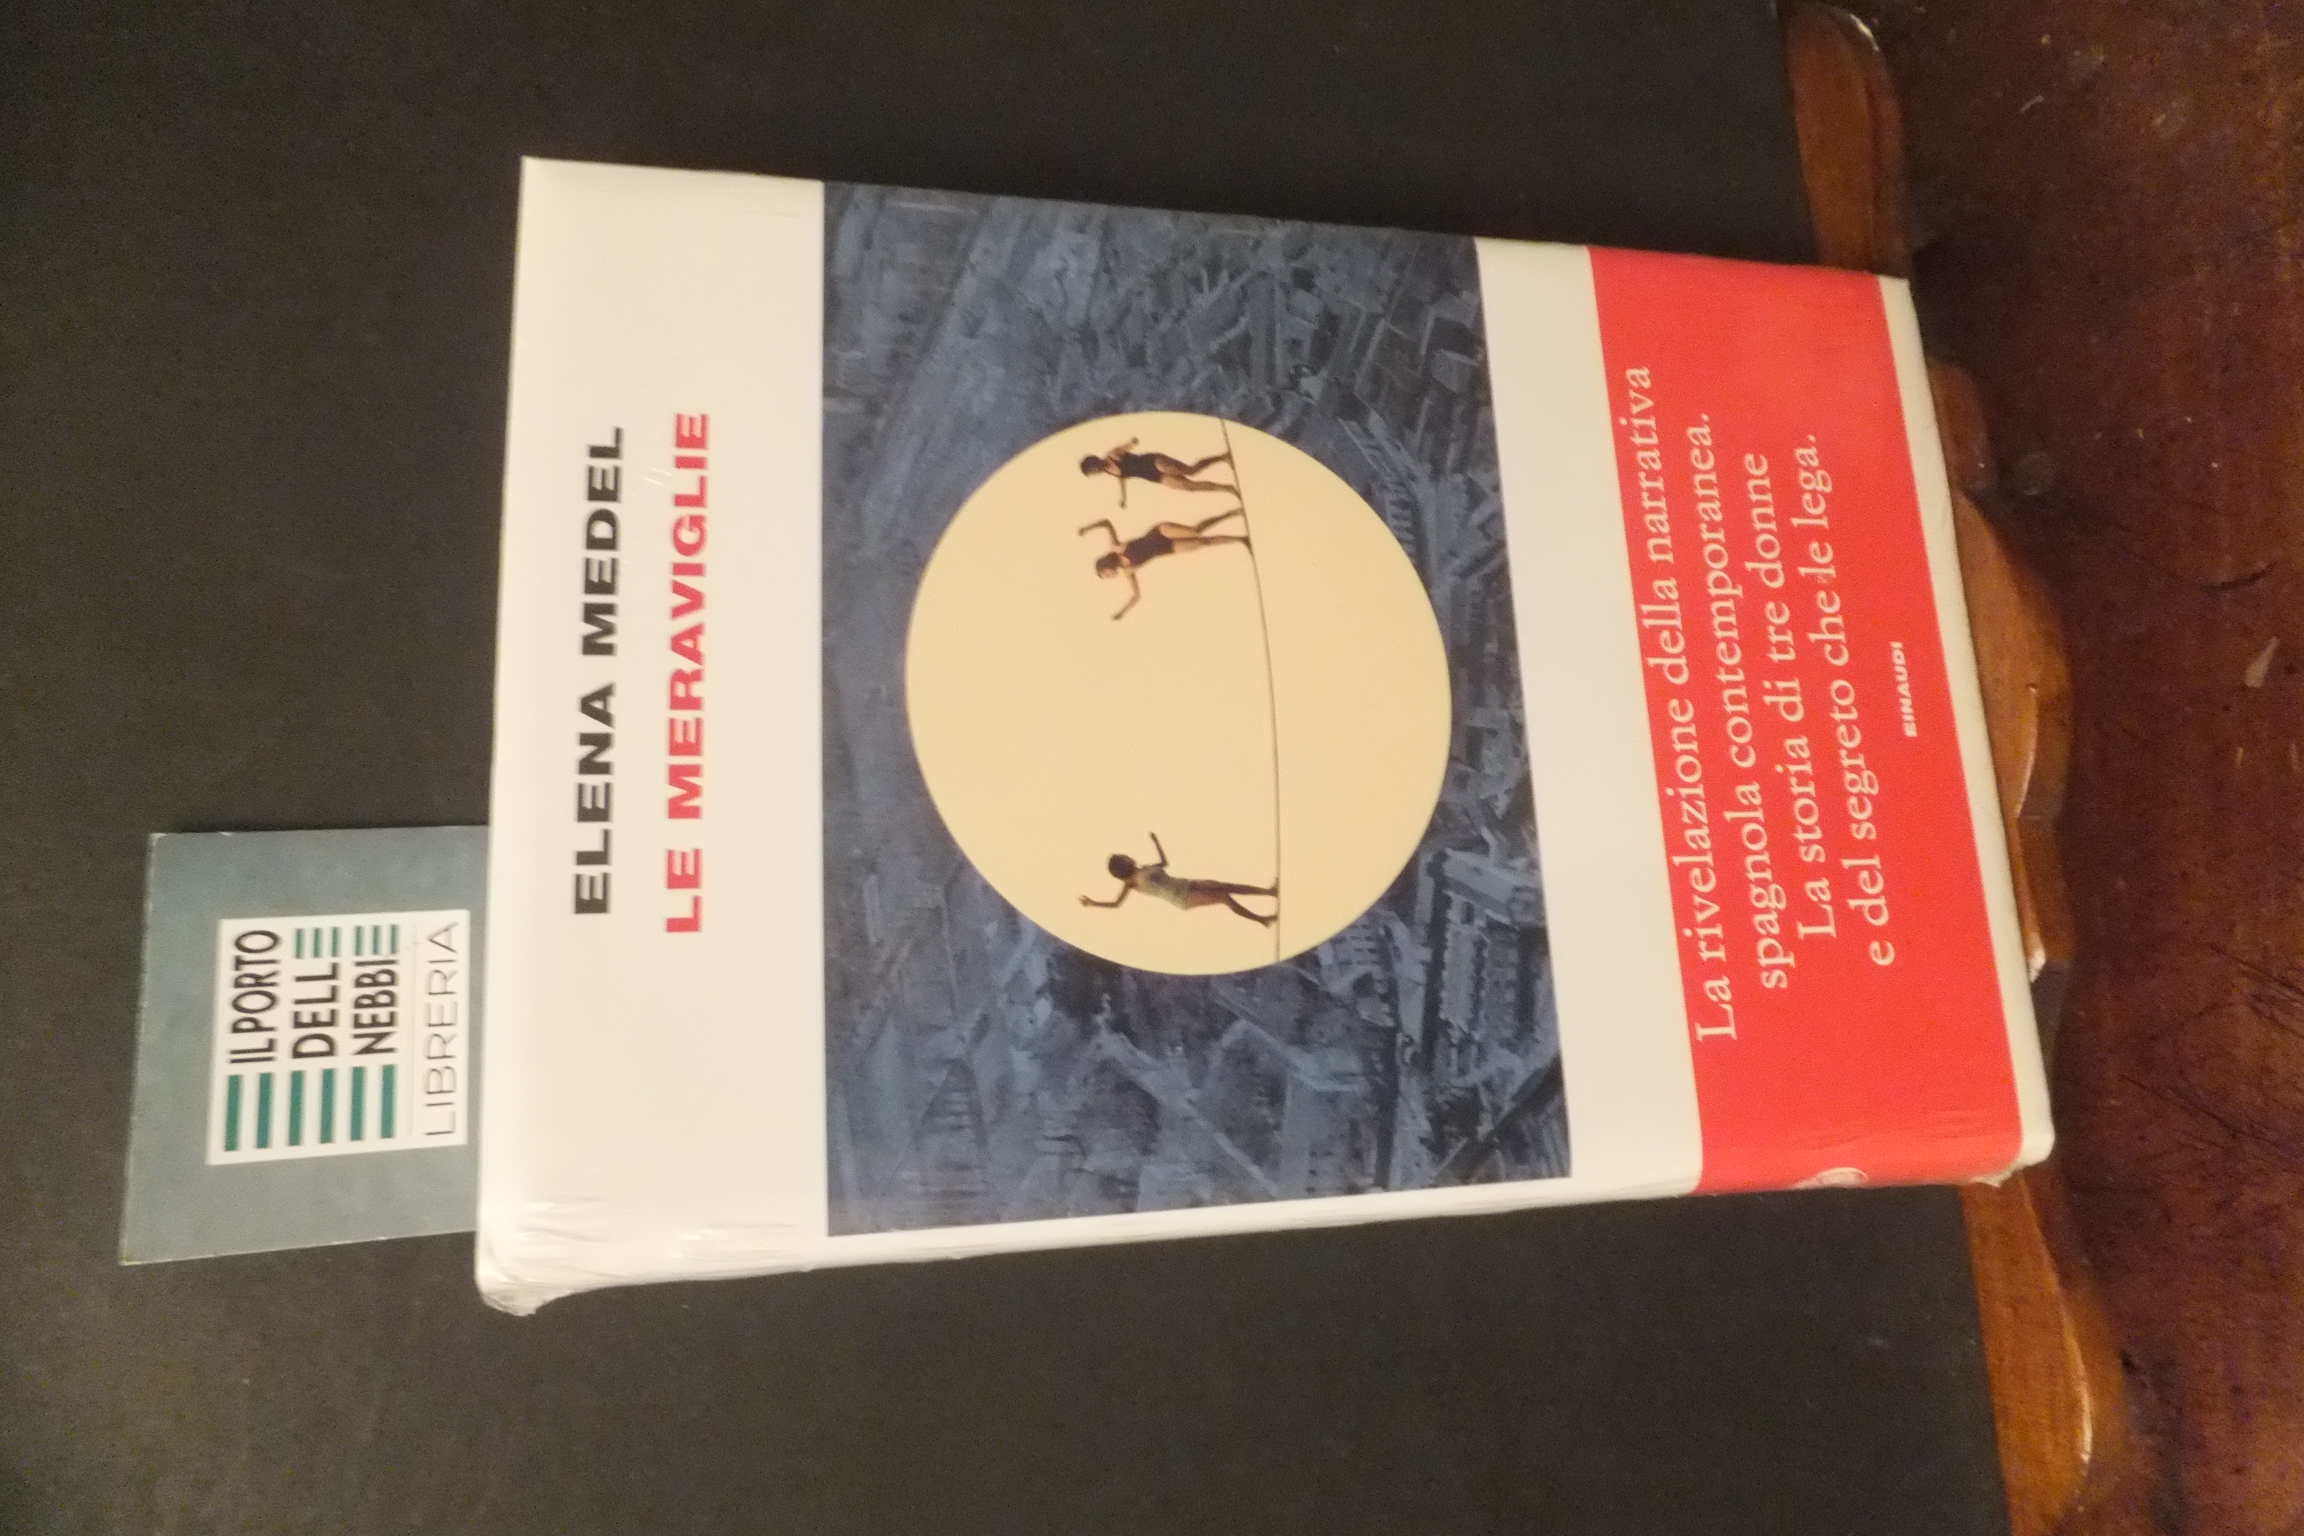 IL PORTO
DELLE
NEBBIE
LIBRERIA
ELENA MEDEL
LE MERAVIGLIE
La rivelazione della narrativa
spagnola contemporanea.
La storia di tre donne
e del segreto che le lega.
EINAUDI